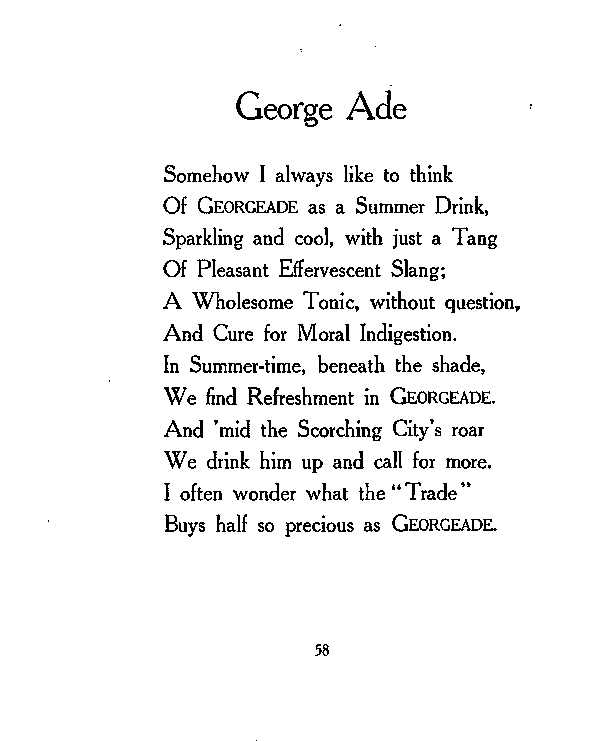 George Ade
Somehow I always like to think
Of GEORGEADE as a Summer Drink,
Sparkling and cool, with just a Tang
Of Pleasant Effervescent Slang;
A Wholesome Tonic, without question,
And Cure for Moral Indigestion.
In Summer-time, beneath the shade,
We find Refreshment in GEORGEADE.
And 'mid the Scorching City's roar
We drink him up and call for more.
I often wonder what the "Trade"
Buys half so precious as GEORGEADE.
58